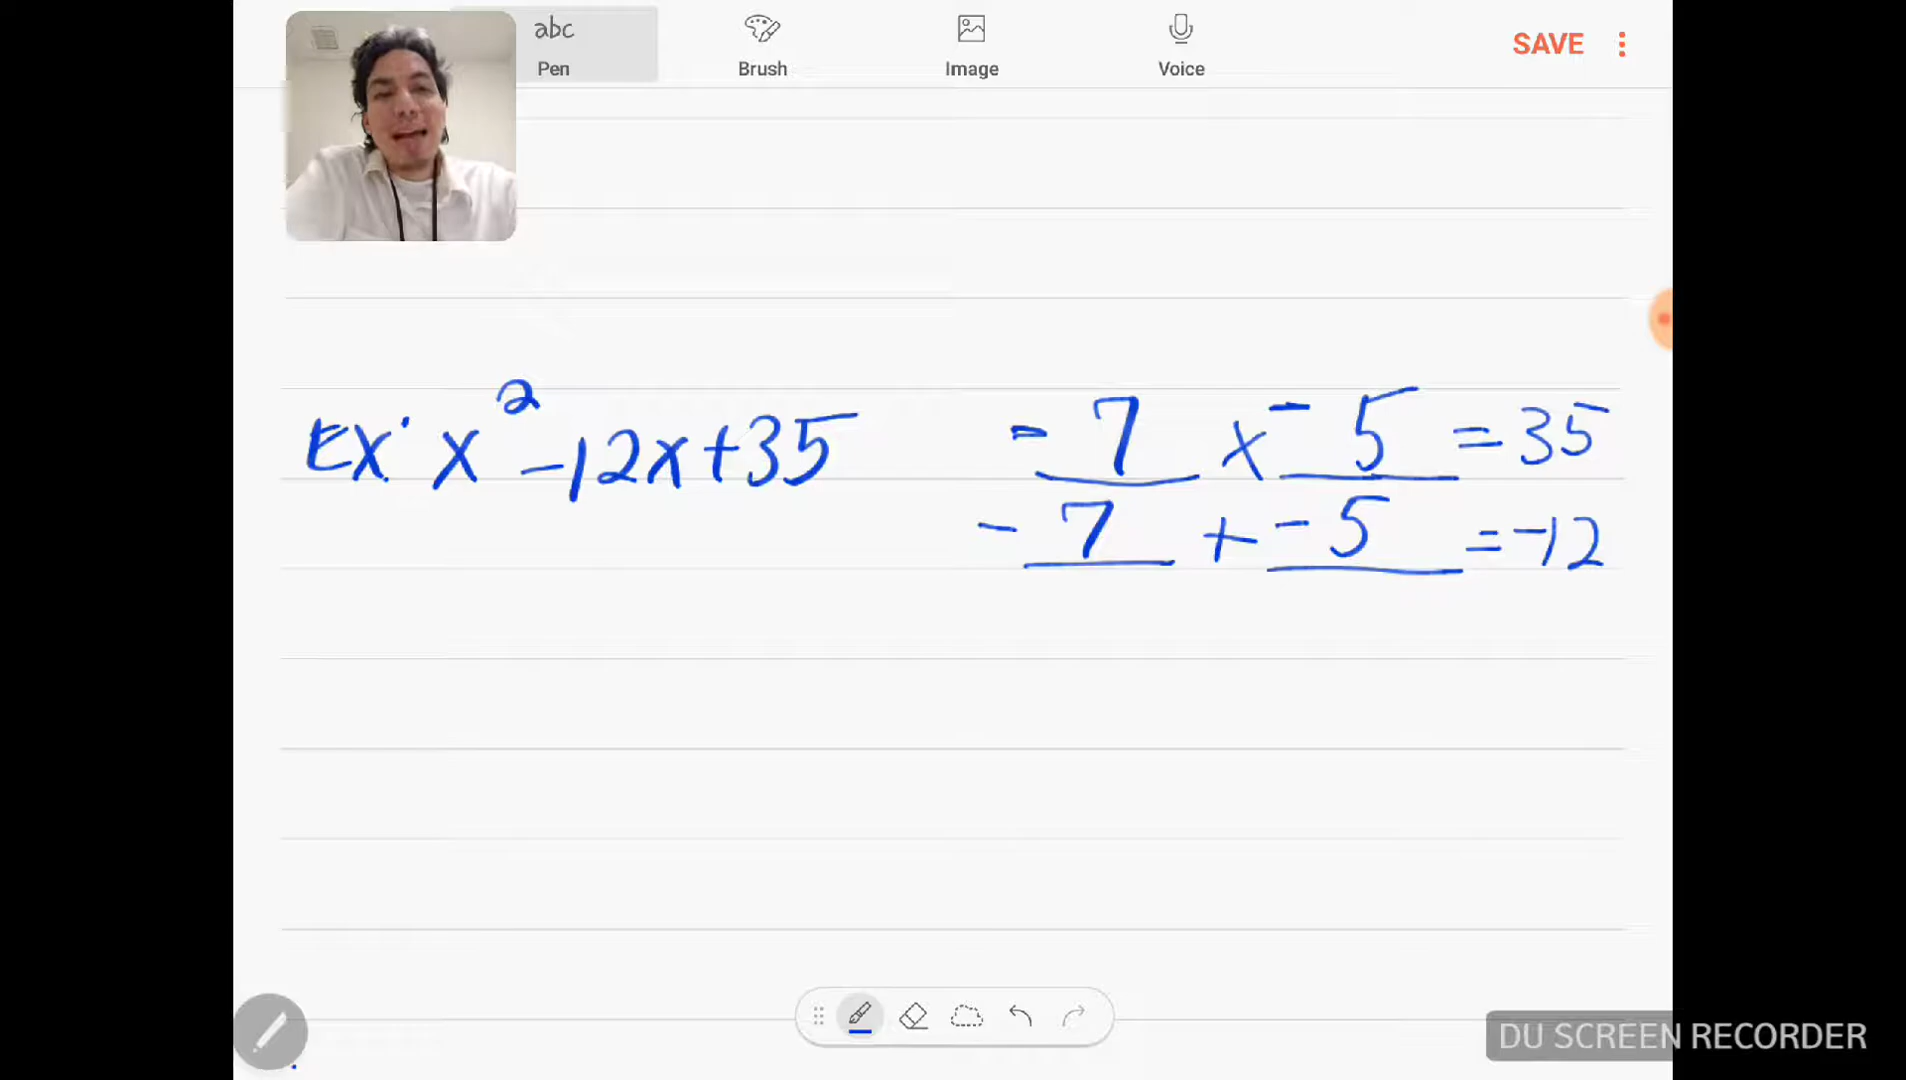 abc
Pen Brush Image Voice SAVE
Ex: x² -12x+35
-7 x -5 = 35
-7 + -5 = -12
DU SCREEN RECORDER